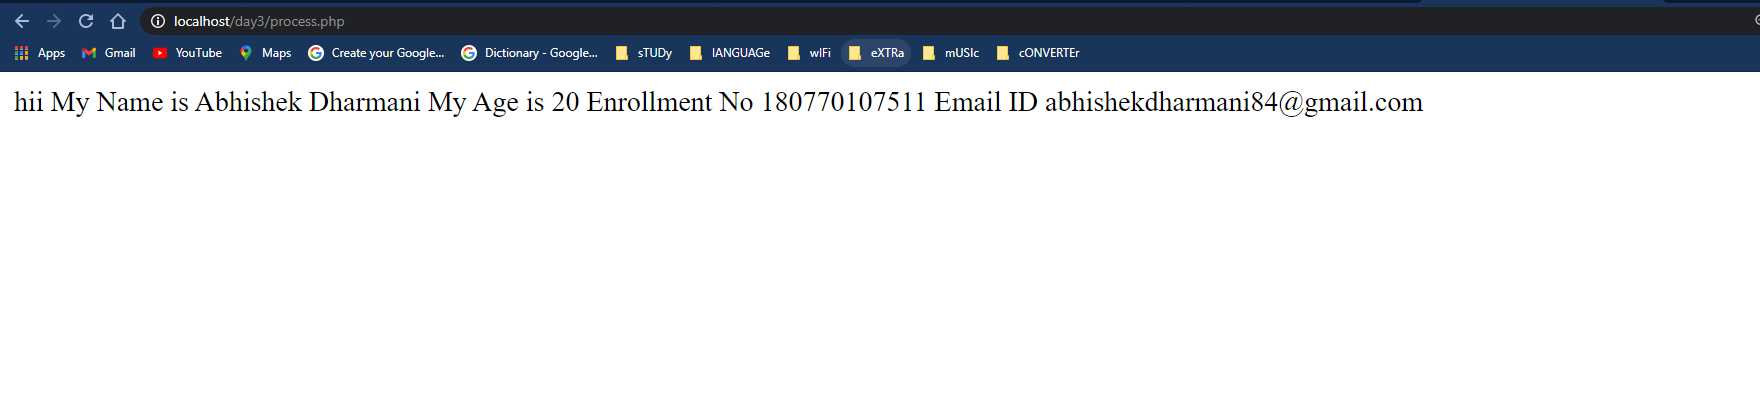 localhost/day3/process.php
Apps Gmail YouTube Maps Create your Google... Dictionary - Google... sTUDy lANGUAGe wIFi eXTRa mUSIc cONVERTEr
hii My Name is Abhishek Dharmani My Age is 20 Enrollment No 180770107511 Email ID abhishekdharmani84@gmail.com